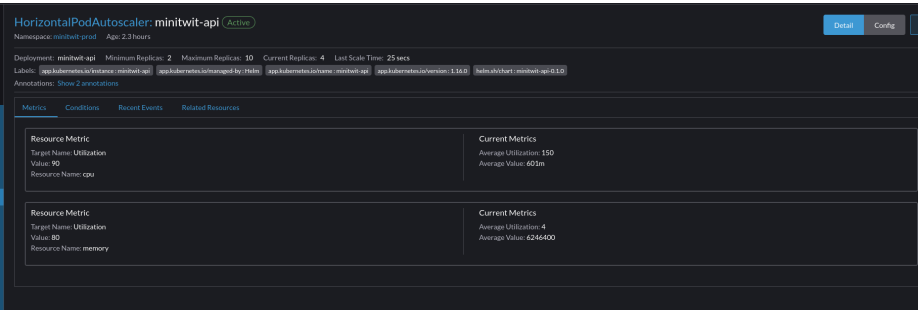 HorizontalPodAutoscaler: minitwit-api Active
Detail Config
Namespace: minitwit-prod Age: 2.3 hours
Deployment: minitwit-api Minimum Replicas: 2 Maximum Replicas: 10 Current Replicas: 4 Last Scale Time: 25 secs
Labels: app.kubernetes.io/instance : minitwit-api app.kubernetes.io/managed-by : Helm app.kubernetes.io/name : minitwit-api app.kubernetes.io/version : 1.16.0 helm.sh/chart : minitwit-api-0.1.0
Annotations: Show 2 annotations
Metrics Conditions Recent Events Related Resources
Resource Metric
Target Name: Utilization
Value: 90
Resource Name: cpu
Current Metrics
Average Utilization: 150
Average Value: 601m
Resource Metric
Target Name: Utilization
Value: 80
Resource Name: memory
Current Metrics
Average Utilization: 4
Average Value: 6246400